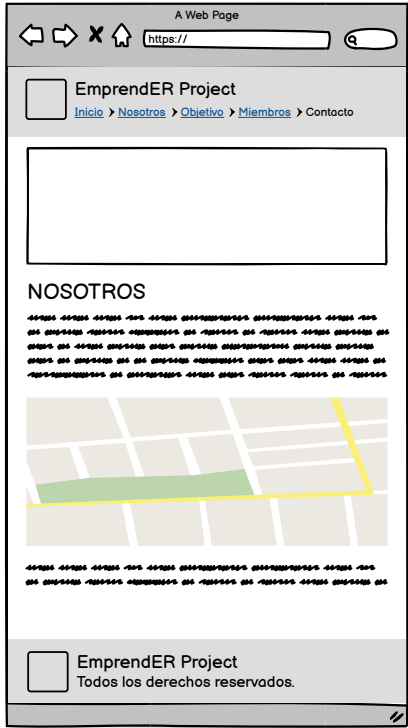 A Web Page
https://
EmprendER Project
Inicio > Nosotros > Objetivo > Miembros > Contacto
NOSOTROS
EmprendER Project
Todos los derechos reservados.